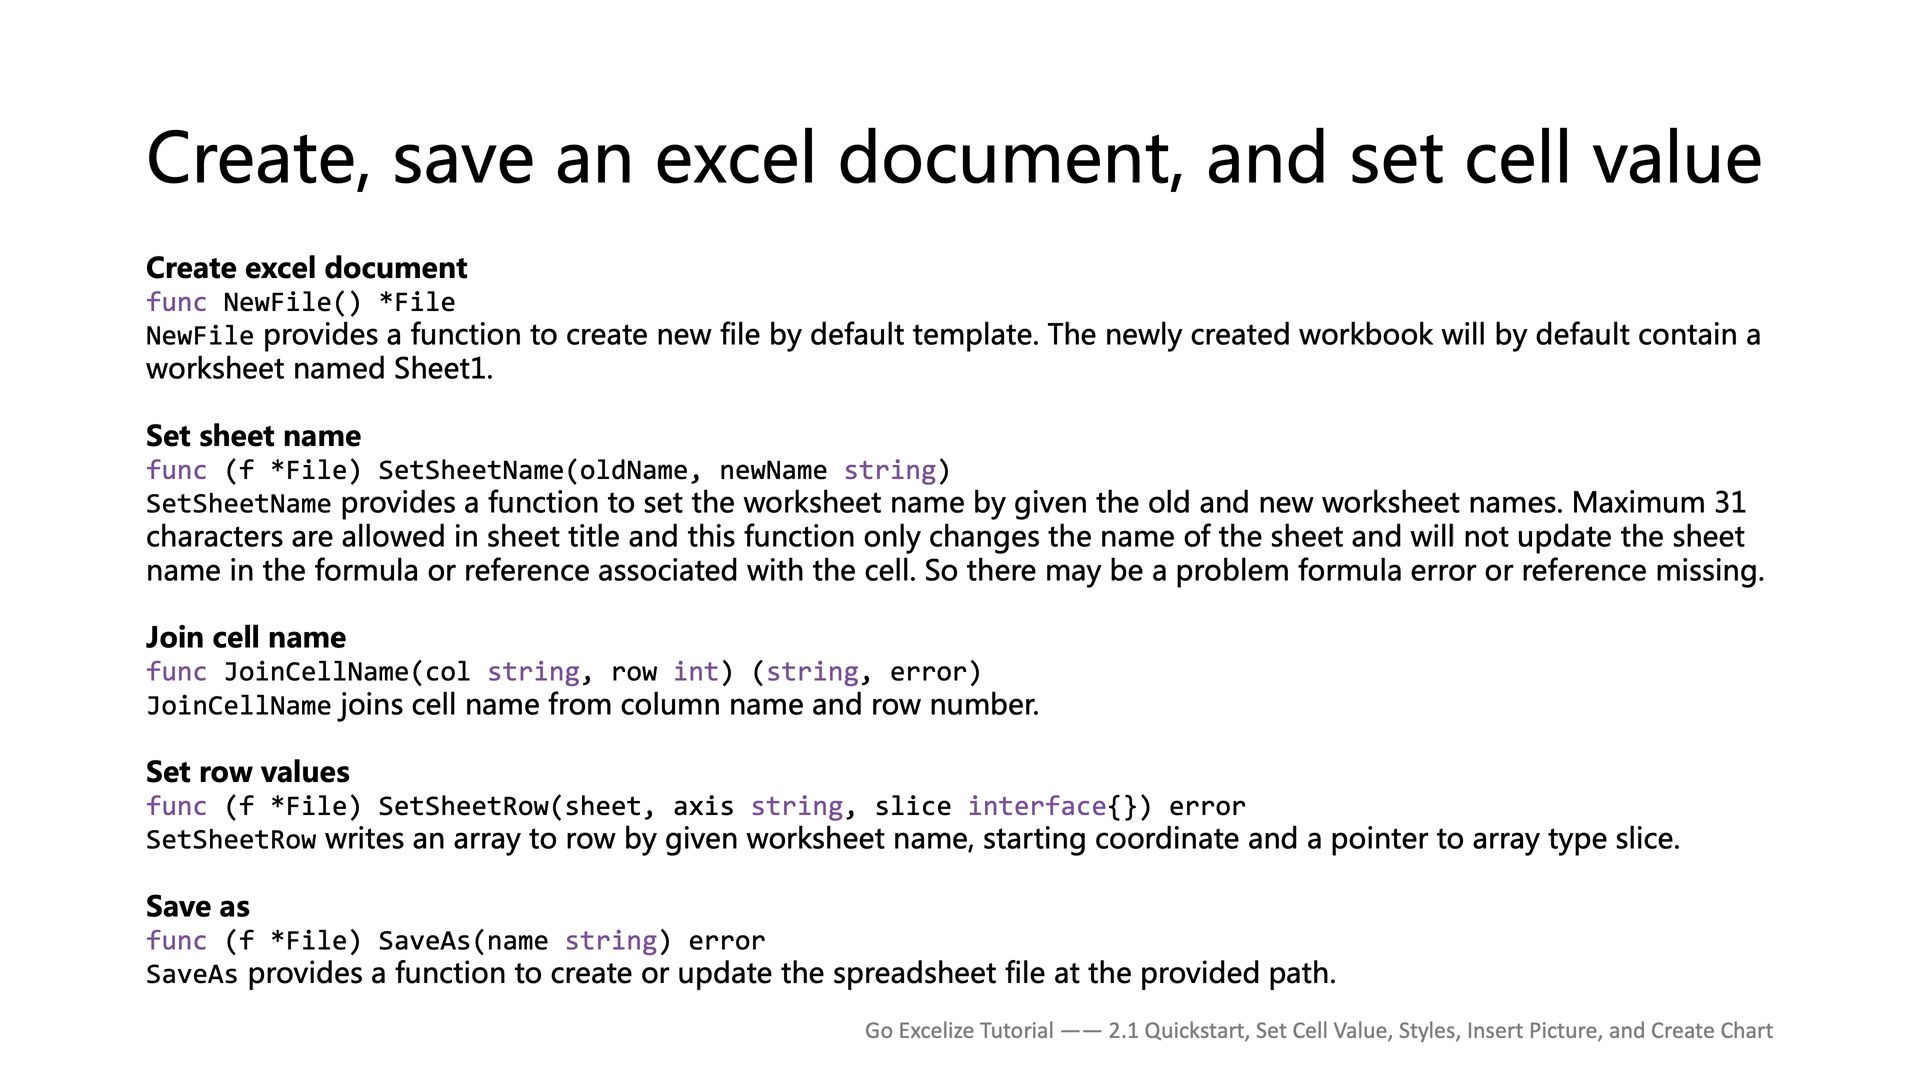 Create, save an excel document, and set cell value
Create excel document
func NewFile() *File
NewFile provides a function to create new file by default template. The newly created workbook will by default contain a
worksheet named Sheet1.
Set sheet name
func (f *File) SetSheetName(oldName, newName string)
SetSheetName provides a function to set the worksheet name by given the old and new worksheet names. Maximum 31
characters are allowed in sheet title and this function only changes the name of the sheet and will not update the sheet
name in the formula or reference associated with the cell. So there may be a problem formula error or reference missing.
Join cell name
func JoinCellName(col string, row int) (string, error)
JoinCellName joins cell name from column name and row number.
Set row values
func (f *File) SetSheetRow(sheet, axis string, slice interface{}) error
SetSheetRow writes an array to row by given worksheet name, starting coordinate and a pointer to array type slice.
Save as
func (f *File) SaveAs(name string) error
SaveAs provides a function to create or update the spreadsheet file at the provided path.
Go Excelize Tutorial —— 2.1 Quickstart, Set Cell Value, Styles, Insert Picture, and Create Chart